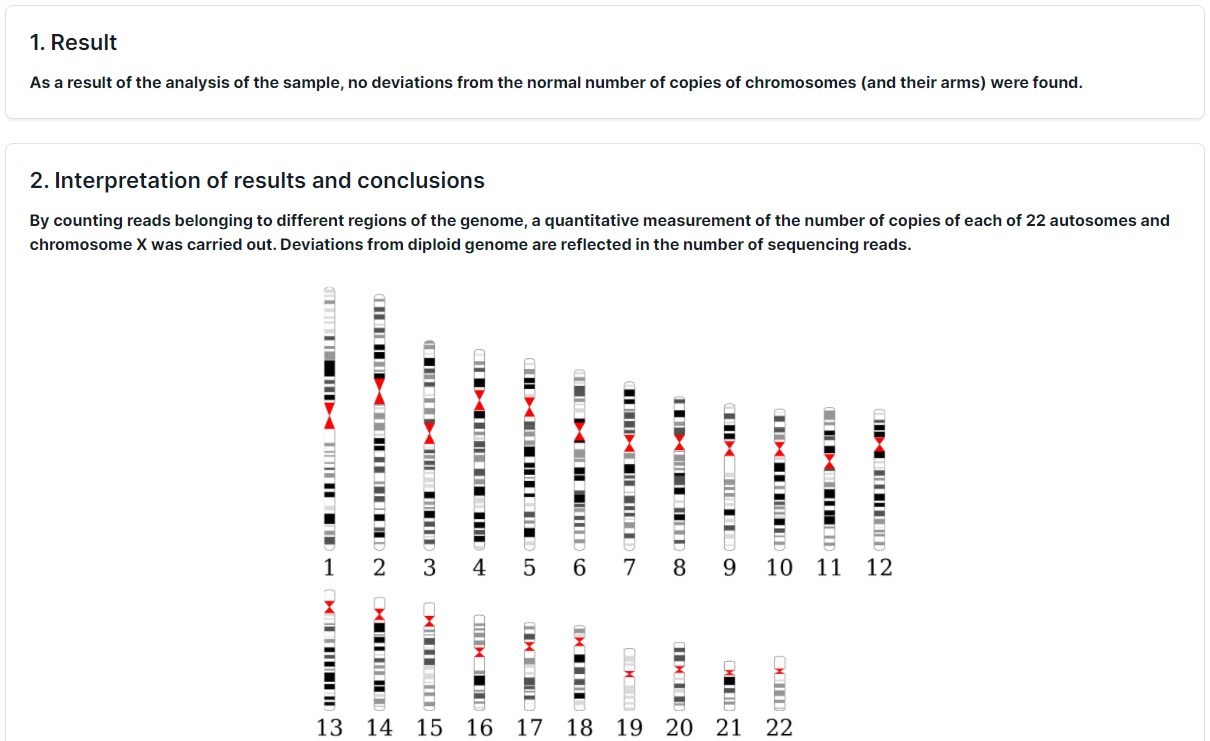 1. Result
As a result of the analysis of the sample, no deviations from the normal number of copies of chromosomes (and their arms) were found.
2. Interpretation of results and conclusions
By counting reads belonging to different regions of the genome, a quantitative measurement of the number of copies of each of 22 autosomes and
chromosome X was carried out. Deviations from diploid genome are reflected in the number of sequencing reads.
1 2 3 4 5 6 7 8 9 10 11 12
13 14 15 16 17 18 19 20 21 22